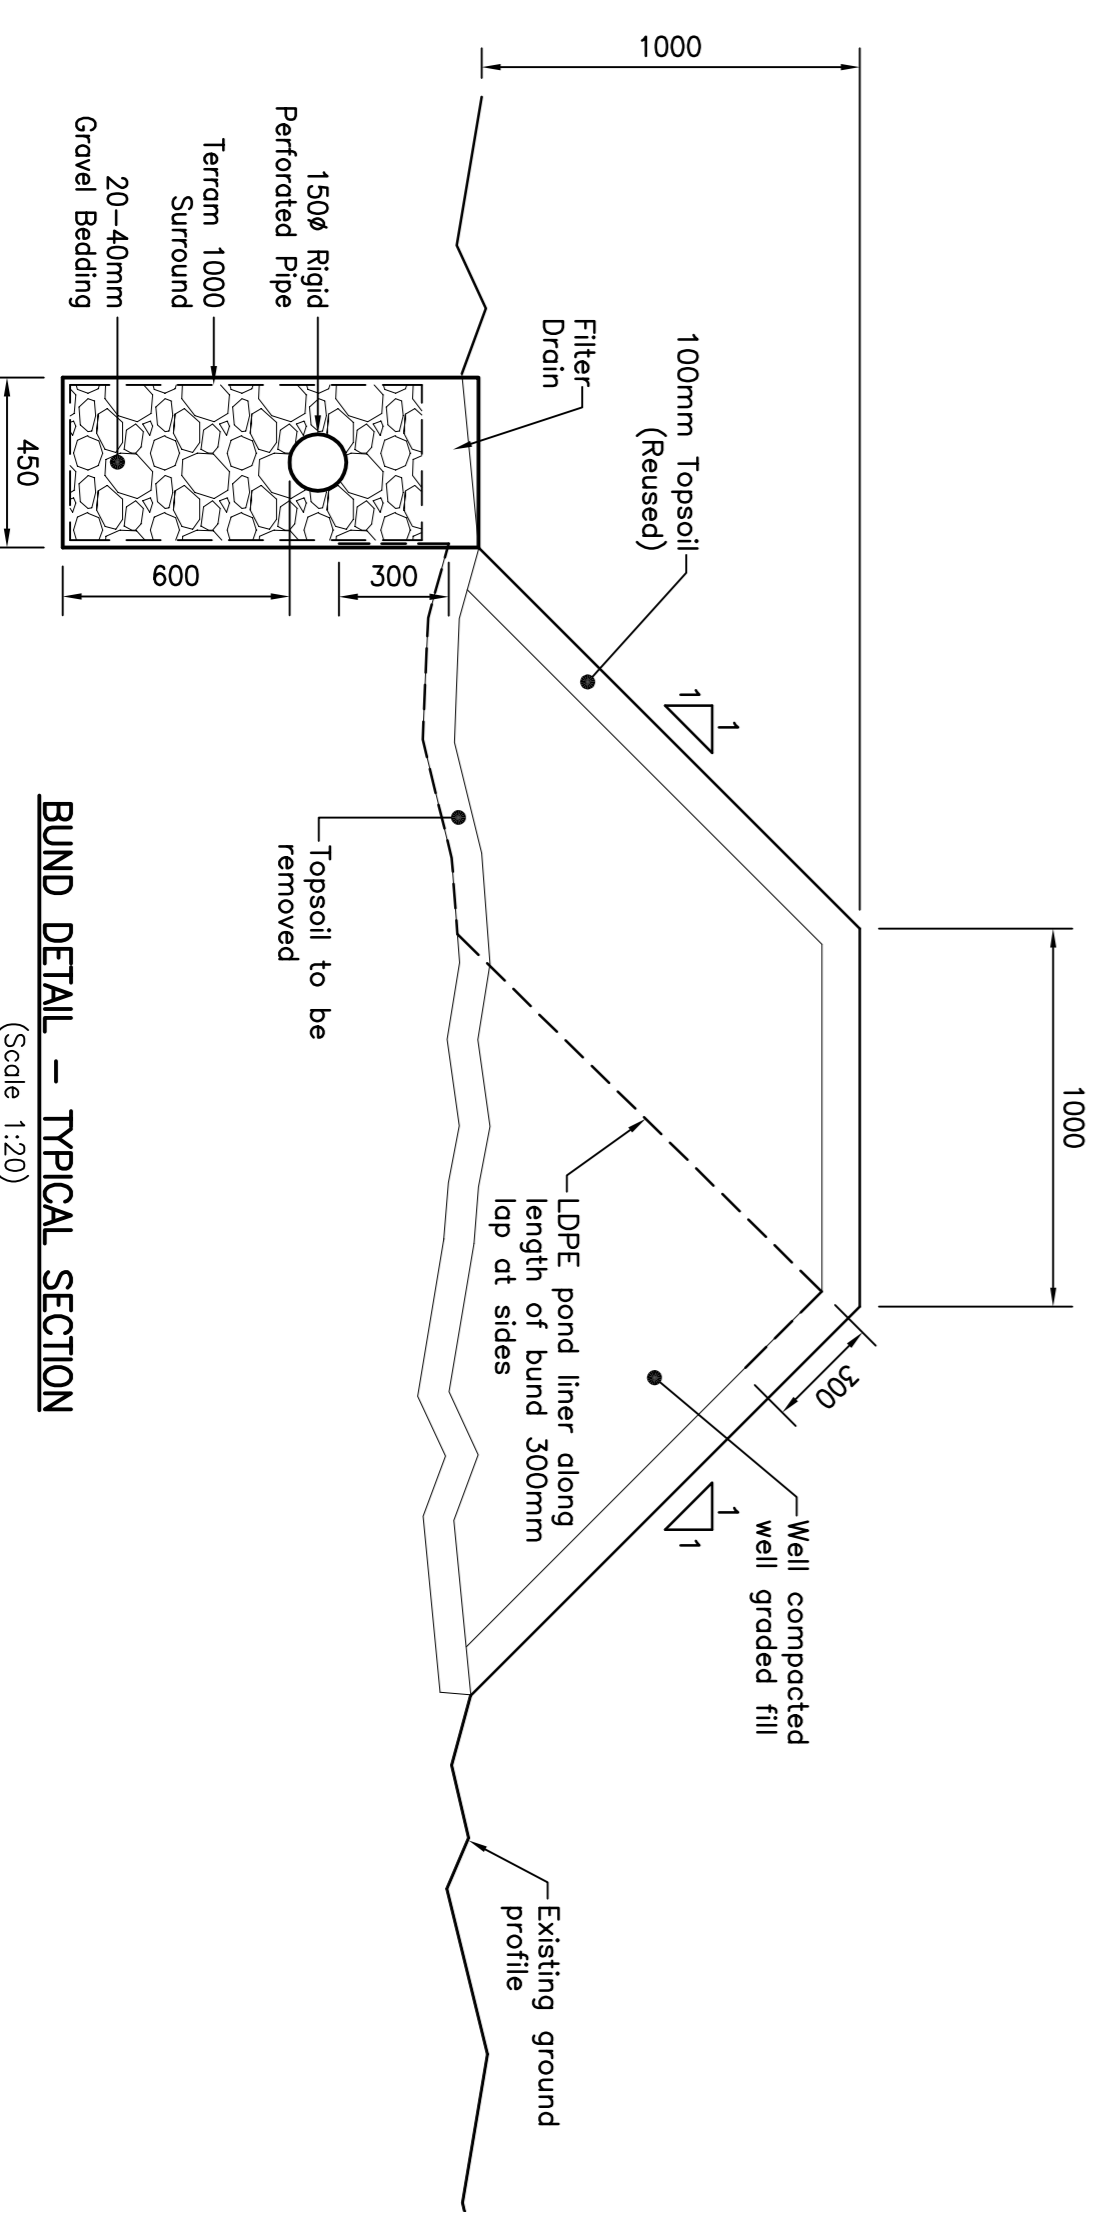 1000
1000
100mm Topsoil
(Reused)
Filter
Drain
150ø Rigid
Perforated Pipe
Terram 1000
Surround
20-40mm
Gravel Bedding
450
600
300
1
1
300
1
1
Well compacted
well graded fill
LDPE pond liner along
length of bund 300mm
lap at sides
Topsoil to be
removed
Existing ground
profile
BUND DETAIL - TYPICAL SECTION
(Scale 1:20)